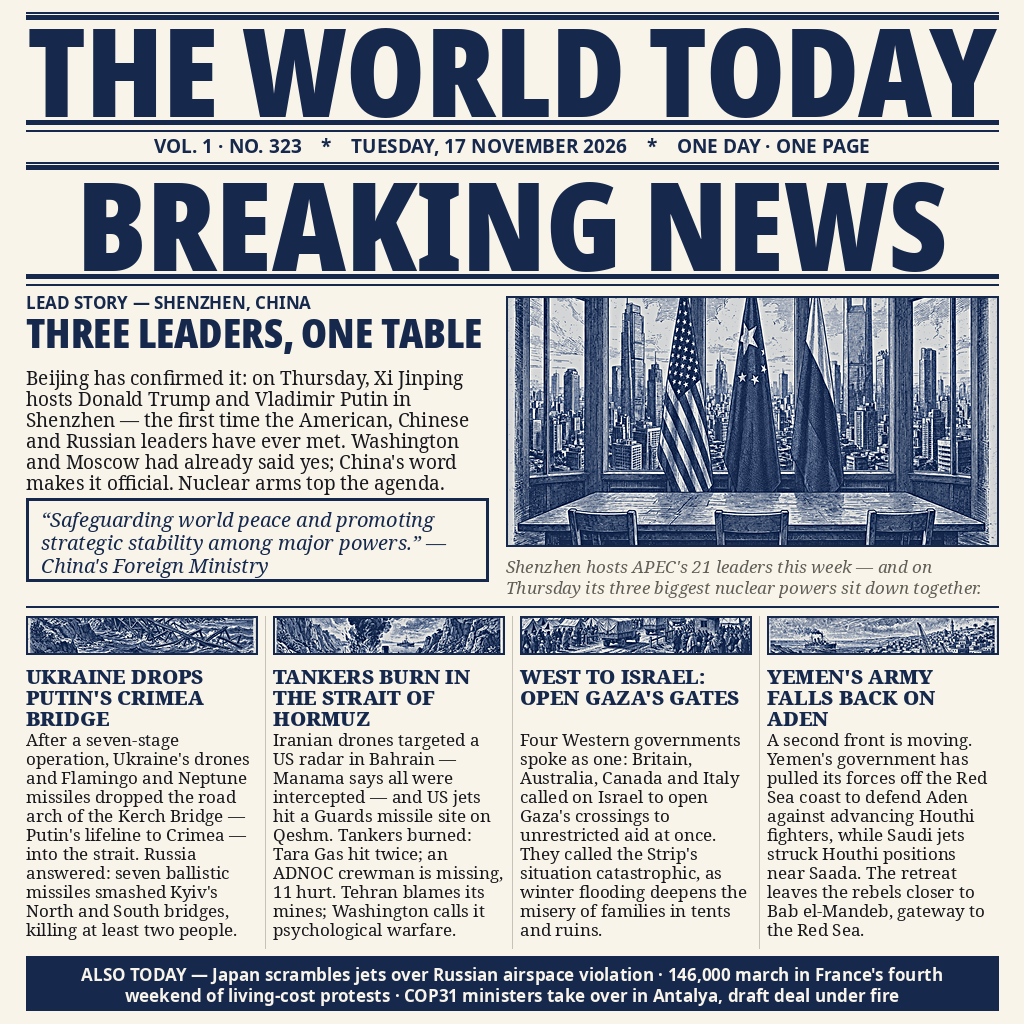 THE WORLD TODAY
VOL. 1 · NO. 323 * TUESDAY, 17 NOVEMBER 2026 * ONE DAY · ONE PAGE
BREAKING NEWS
LEAD STORY — SHENZHEN, CHINA
THREE LEADERS, ONE TABLE
Beijing has confirmed it: on Thursday, Xi Jinping
hosts Donald Trump and Vladimir Putin in
Shenzhen — the first time the American, Chinese
and Russian leaders have ever met. Washington
and Moscow had already said yes; China's word
makes it official. Nuclear arms top the agenda.
“Safeguarding world peace and promoting
strategic stability among major powers.” —
China's Foreign Ministry
Shenzhen hosts APEC's 21 leaders this week — and on
Thursday its three biggest nuclear powers sit down together.
UKRAINE DROPS
PUTIN'S CRIMEA
BRIDGE
After a seven-stage
operation, Ukraine's drones
and Flamingo and Neptune
missiles dropped the road
arch of the Kerch Bridge —
Putin's lifeline to Crimea —
into the strait. Russia
answered: seven ballistic
missiles smashed Kyiv's
North and South bridges,
killing at least two people.
TANKERS BURN IN
THE STRAIT OF
HORMUZ
Iranian drones targeted a
US radar in Bahrain —
Manama says all were
intercepted — and US jets
hit a Guards missile site on
Qeshm. Tankers burned:
Tara Gas hit twice; an
ADNOC crewman is missing,
11 hurt. Tehran blames its
mines; Washington calls it
psychological warfare.
WEST TO ISRAEL:
OPEN GAZA'S GATES
Four Western governments
spoke as one: Britain,
Australia, Canada and Italy
called on Israel to open
Gaza's crossings to
unrestricted aid at once.
They called the Strip's
situation catastrophic, as
winter flooding deepens the
misery of families in tents
and ruins.
YEMEN'S ARMY
FALLS BACK ON
ADEN
A second front is moving.
Yemen's government has
pulled its forces off the Red
Sea coast to defend Aden
against advancing Houthi
fighters, while Saudi jets
struck Houthi positions
near Saada. The retreat
leaves the rebels closer to
Bab el-Mandeb, gateway to
the Red Sea.
ALSO TODAY — Japan scrambles jets over Russian airspace violation · 146,000 march in France's fourth
weekend of living-cost protests · COP31 ministers take over in Antalya, draft deal under fire